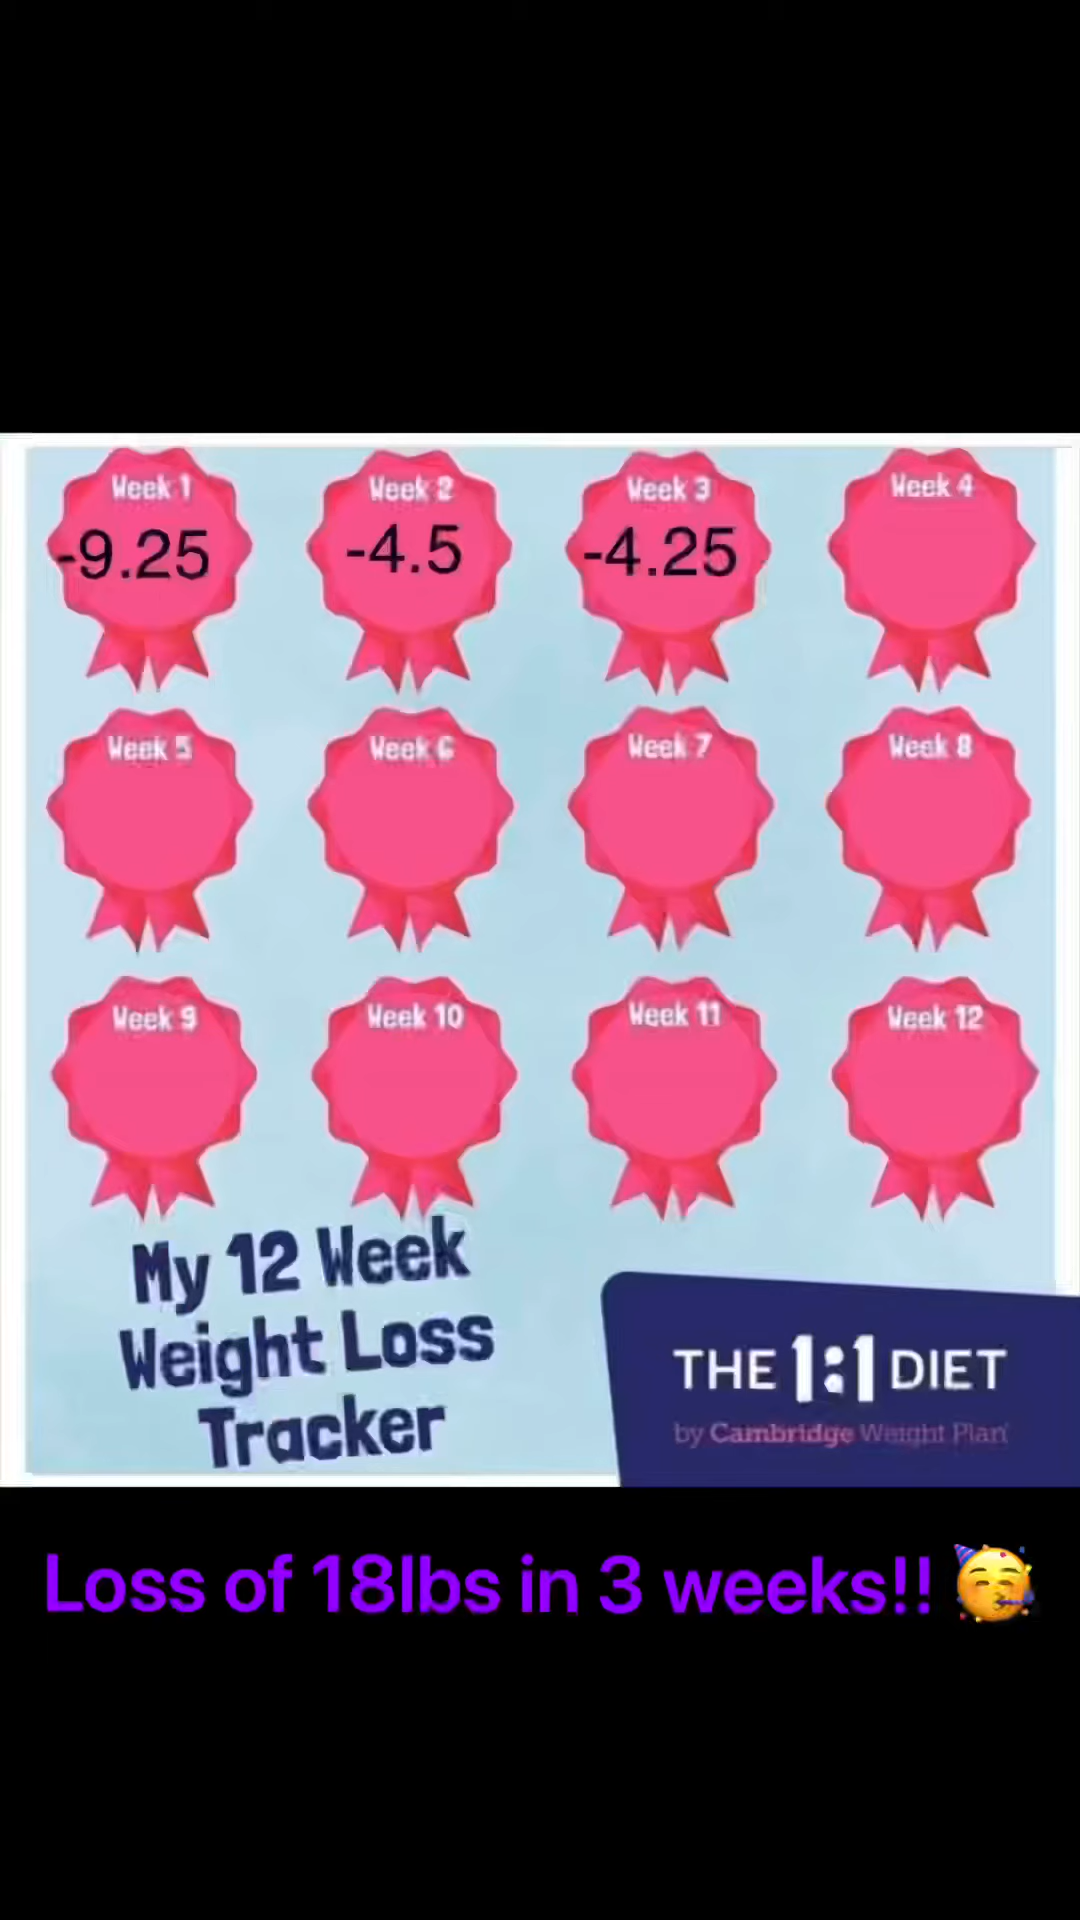 Week 1
-9.25
Week 2
-4.5
Week 3
-4.25
Week 4
Week 5
Week 6
Week 7
Week 8
Week 9
Week 10
Week 11
Week 12
My 12 Week
Weight Loss
Tracker
THE 1:1 DIET
by Cambridge Weight Plan
Loss of 18lbs in 3 weeks!! 🥳